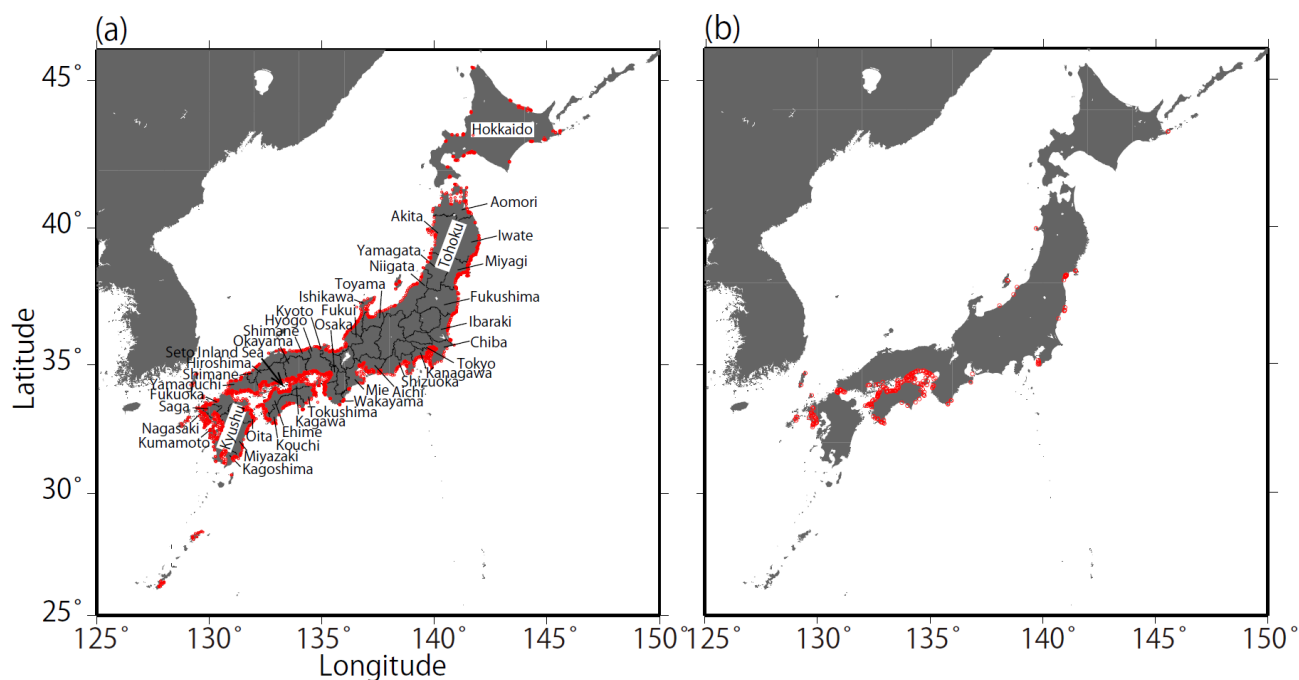 (a)
(b)
45°
40°
35°
30°
25°
Latitude
Hokkaido
Aomori
Akita
Iwate
Tohoku
Yamagata
Miyagi
Niigata
Toyama
Ishikawa
Fukushima
Kyoto
Fukui
Hyogo
Osaka
Ibaraki
Shimane
Okayama
Chiba
Seto Inland Sea
Tokyo
Hiroshima
Kanagawa
Shimane
Shizuoka
Yamaguchi
Mie
Aichi
Fukuoka
Wakayama
Saga
Tokushima
Kagawa
Nagasaki
Kyushu
Oita
Ehime
Kumamoto
Kouchi
Miyazaki
Kagoshima
125°
130°
135°
140°
145°
150°
Longitude
125°
130°
135°
140°
145°
150°